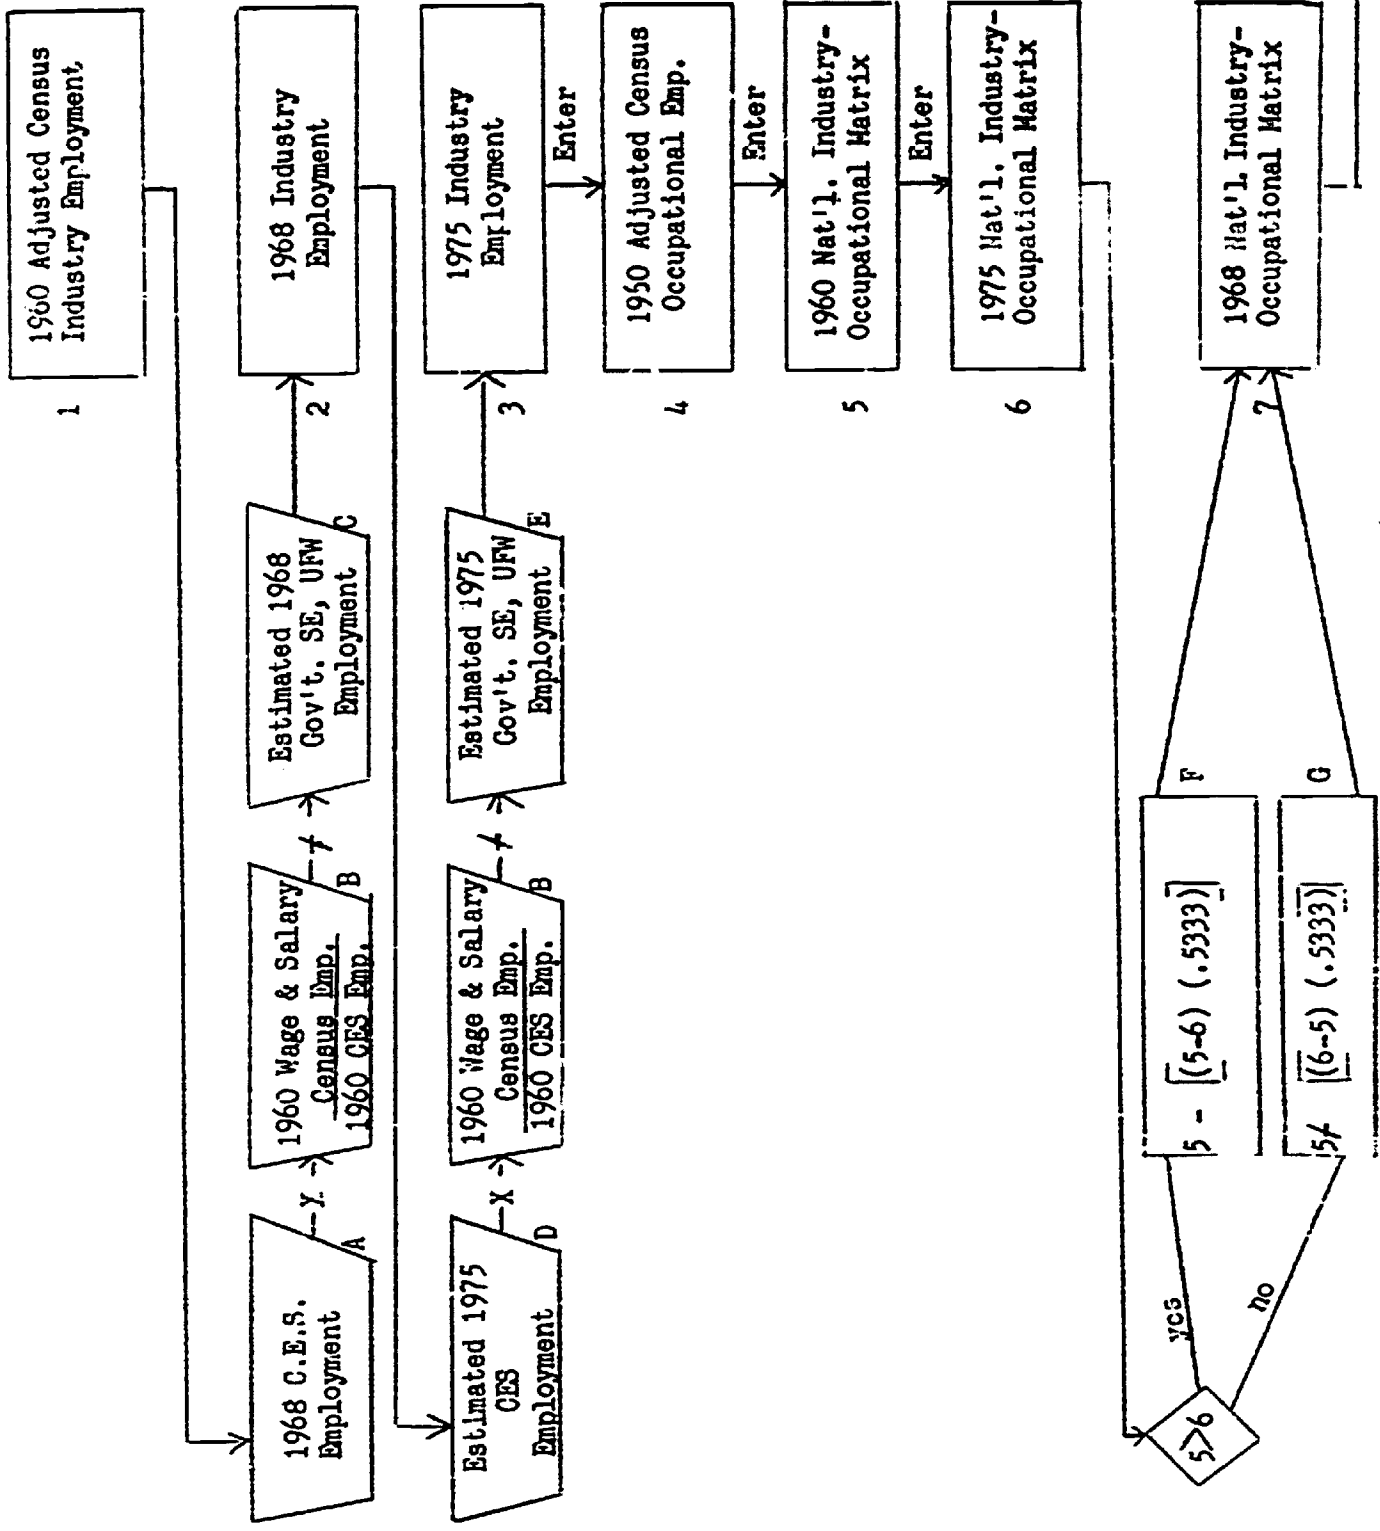 1960 Adjusted Census
Industry Employment
1
1968 C.E.S.
Employment
A
X
1960 Wage & Salary
Census Emp.
1960 CES Emp.
B
+
Estimated 1968
Gov't. SE, UFW
Employment
C
2
1968 Industry
Employment
Estimated 1975
CES
Employment
D
X
1960 Wage & Salary
Census Emp.
1960 CES Emp.
B
+
Estimated 1975
Gov't. SE, UFW
Employment
E
3
1975 Industry
Employment
Enter
4
1950 Adjusted Census
Occupational Emp.
Enter
5
1960 Nat'l. Industry-
Occupational Matrix
Enter
6
1975 Nat'l. Industry-
Occupational Matrix
5>6
yes
no
5 - [(5-6) (.5333)]
F
5+ [(6-5) (.5333)]
G
7
1968 Nat'l. Industry-
Occupational Matrix